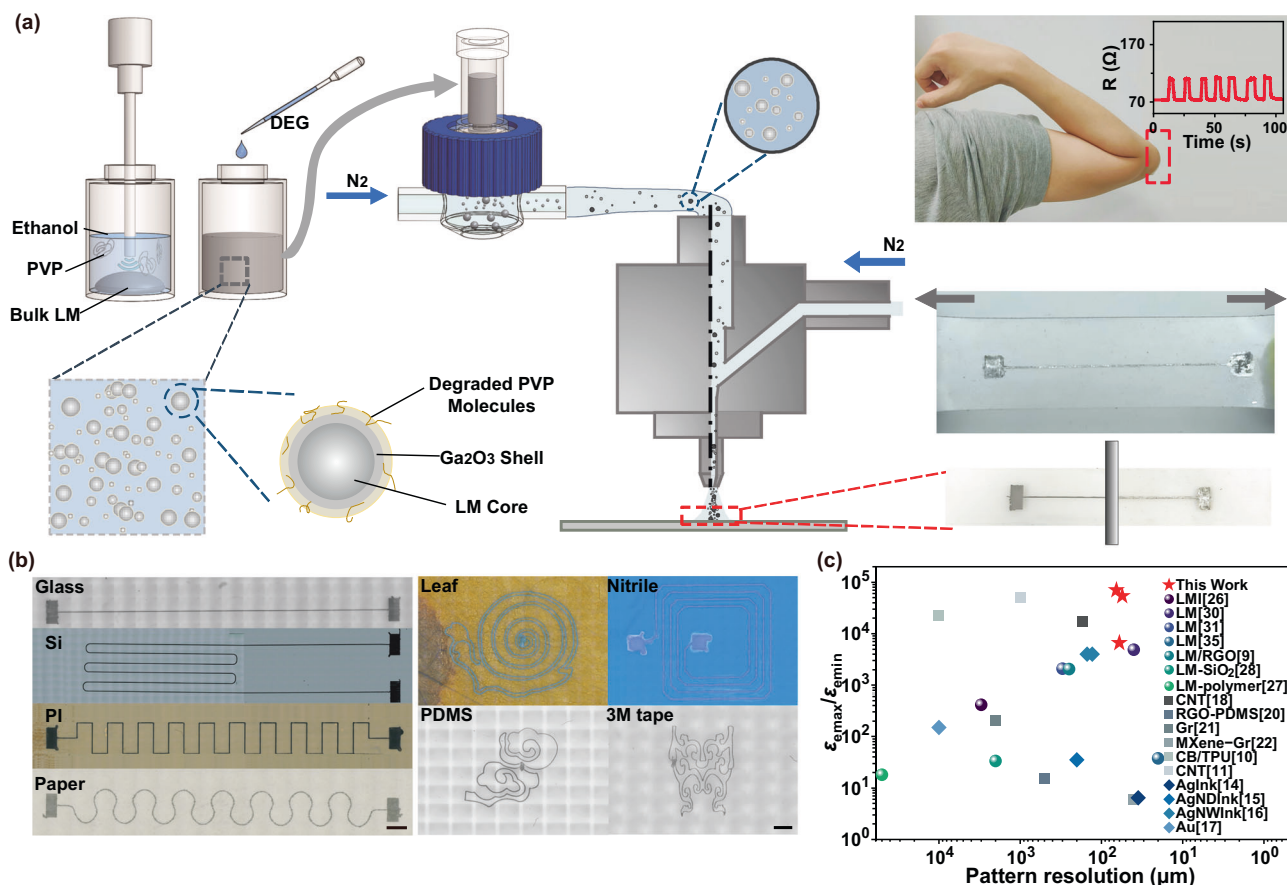 (a)
DEG
N2
Ethanol
PVP
Bulk LM
Degraded PVP
Molecules
Ga2O3 Shell
LM Core
N2
R (Ω)
170
70
0
50
100
Time (s)
(b)
Glass
Si
PI
Paper
Leaf
Nitrile
PDMS
3M tape
(c)
εemax/εemin
10⁵
10⁴
10³
10²
10¹
10⁰
10⁴
10³
10²
10¹
10⁰
Pattern resolution (μm)
This Work
LMI[26]
LM[30]
LM[31]
LM[35]
LM/RGO[9]
LM-SiO₂[28]
LM-polymer[27]
CNT[18]
RGO-PDMS[20]
Gr[21]
MXene−Gr[22]
CB/TPU[10]
CNT[11]
AgInk[14]
AgNDInk[15]
AgNWInk[16]
Au[17]